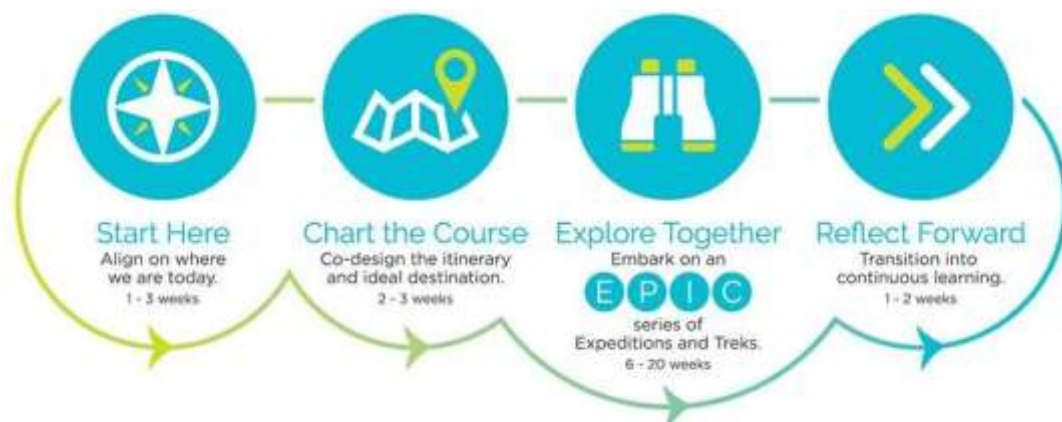 Start Here
Align on where
we are today.
1 - 3 weeks
Chart the Course
Co-design the itinerary
and ideal destination.
2 - 3 weeks
Explore Together
Embark on an
E P I C
series of
Expeditions and Treks.
6 - 20 weeks
Reflect Forward
Transition into
continuous learning.
1 - 2 weeks